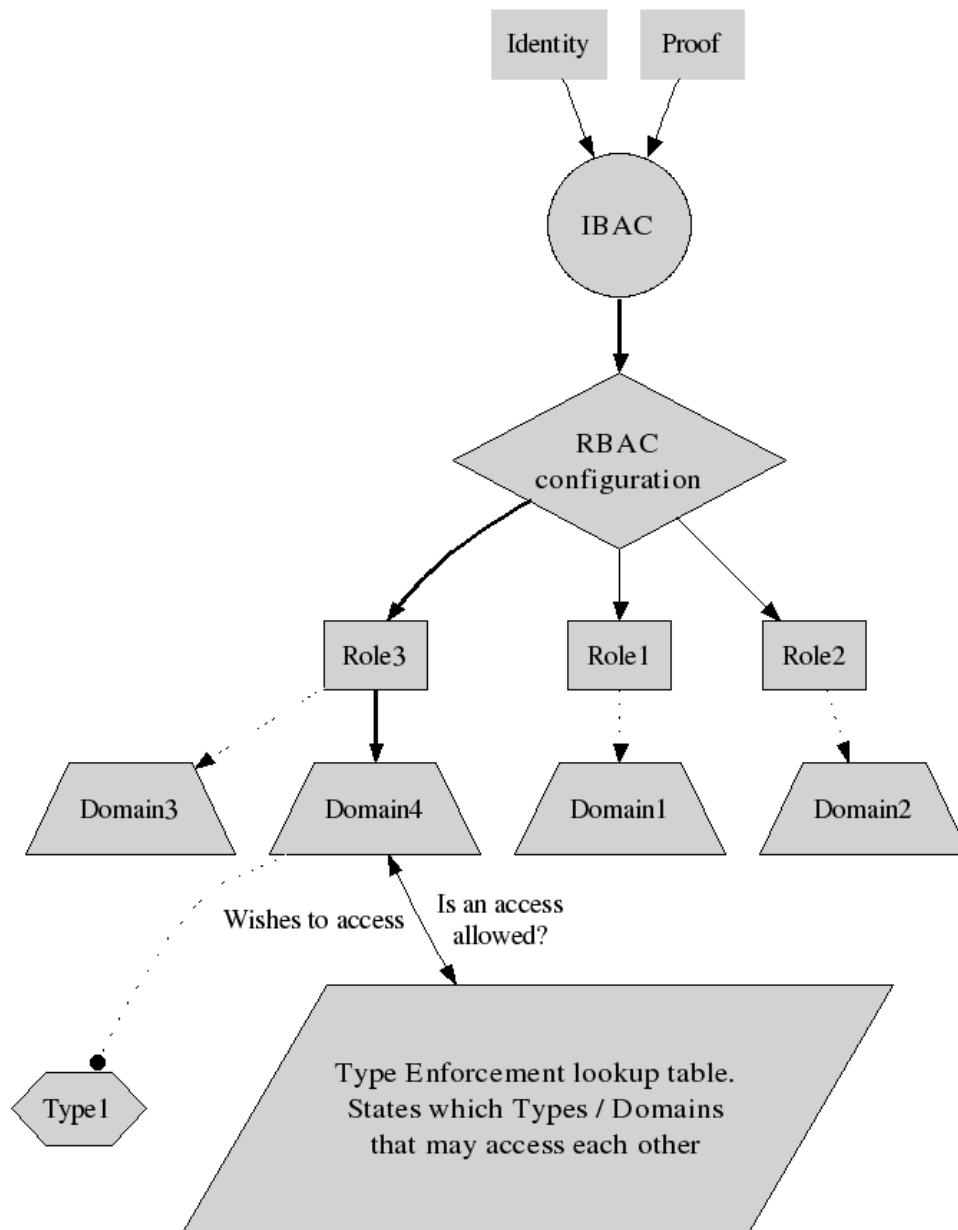 Identity
Proof
IBAC
RBAC
configuration
Role3
Role1
Role2
Domain3
Domain4
Domain1
Domain2
Wishes to access
Is an access
allowed?
Type1
Type Enforcement lookup table.
States which Types / Domains
that may access each other